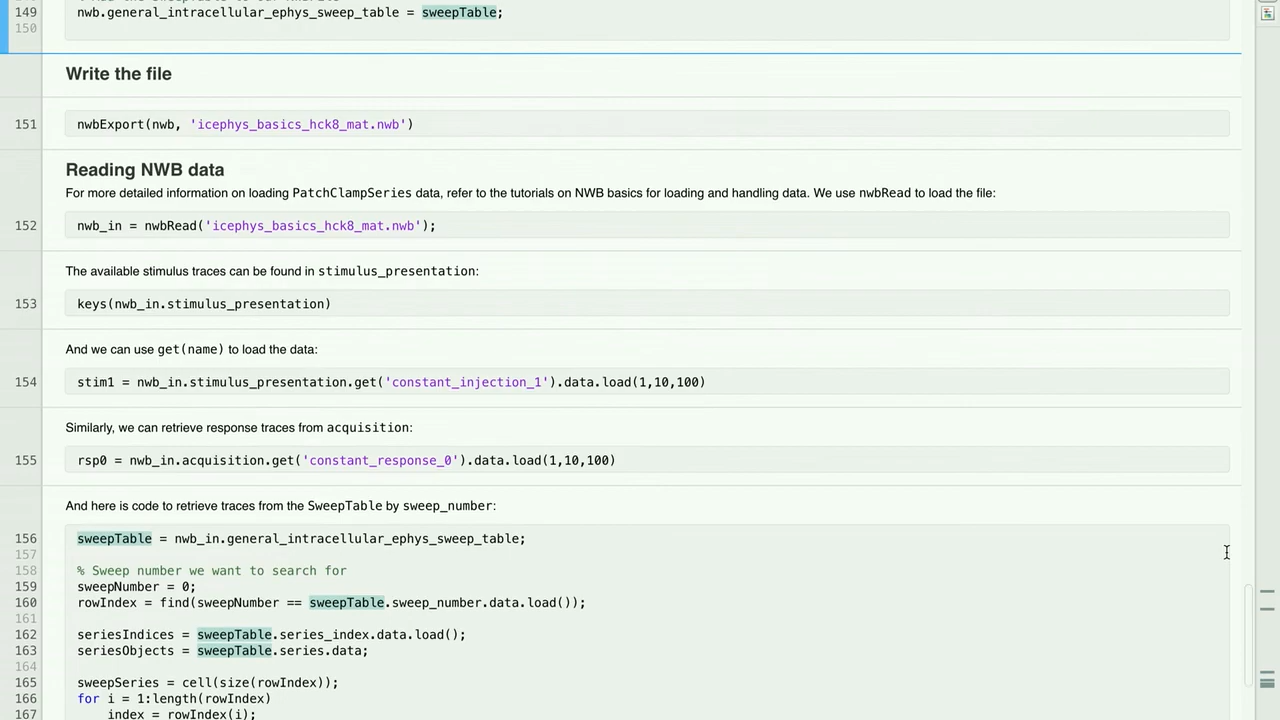 149 nwb.general_intracellular_ephys_sweep_table = sweepTable;
150
Write the file
151 nwbExport(nwb, 'icephys_basics_hck8_mat.nwb')
Reading NWB data
For more detailed information on loading PatchClampSeries data, refer to the tutorials on NWB basics for loading and handling data. We use nwbRead to load the file:
152 nwb_in = nwbRead('icephys_basics_hck8_mat.nwb');
The available stimulus traces can be found in stimulus_presentation:
153 keys(nwb_in.stimulus_presentation)
And we can use get(name) to load the data:
154 stim1 = nwb_in.stimulus_presentation.get('constant_injection_1').data.load(1,10,100)
Similarly, we can retrieve response traces from acquisition:
155 rsp0 = nwb_in.acquisition.get('constant_response_0').data.load(1,10,100)
And here is code to retrieve traces from the SweepTable by sweep_number:
156 sweepTable = nwb_in.general_intracellular_ephys_sweep_table;
157
158 % Sweep number we want to search for
159 sweepNumber = 0;
160 rowIndex = find(sweepNumber == sweepTable.sweep_number.data.load());
161
162 seriesIndices = sweepTable.series_index.data.load();
163 seriesObjects = sweepTable.series.data;
164
165 sweepSeries = cell(size(rowIndex));
166 for i = 1:length(rowIndex)
167 index = rowIndex(i);